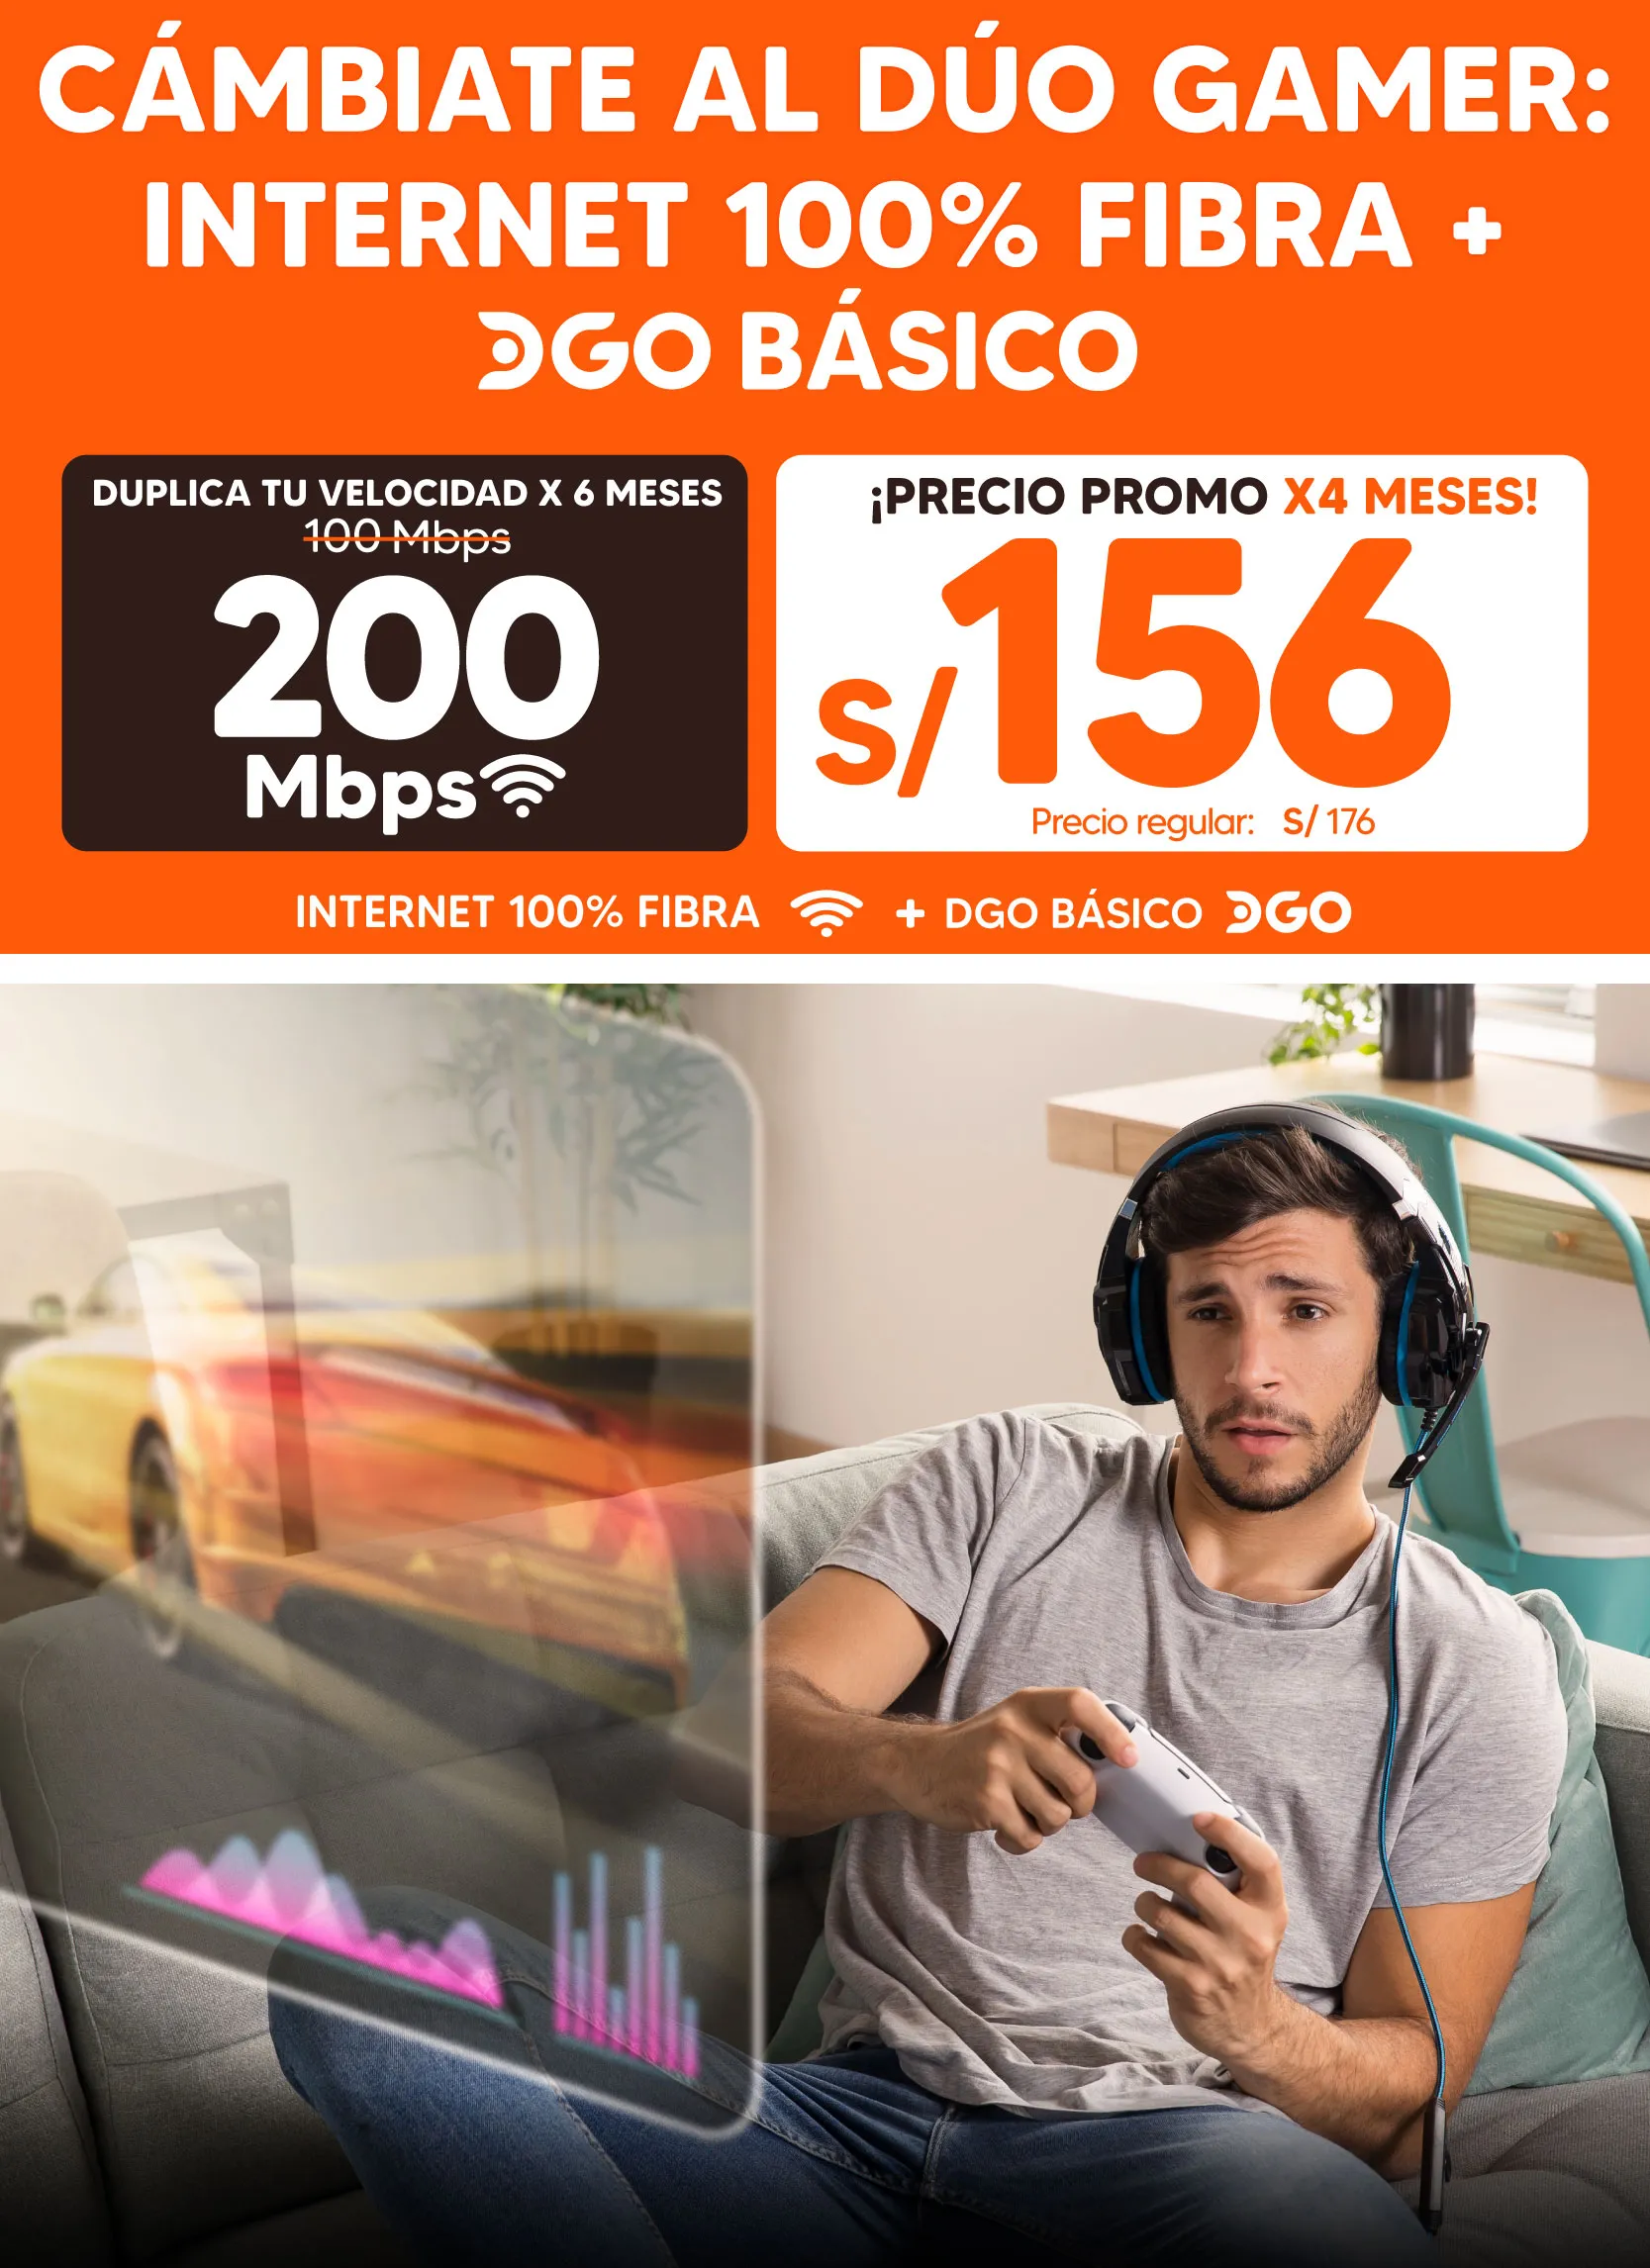 CÁMBIATE AL DÚO GAMER:
INTERNET 100% FIBRA +
DGO BÁSICO
DUPLICA TU VELOCIDAD X 6 MESES
100 Mbps
200
Mbps
¡PRECIO PROMO X4 MESES!
S/156
Precio regular: S/ 176
INTERNET 100% FIBRA + DGO BÁSICO DGO